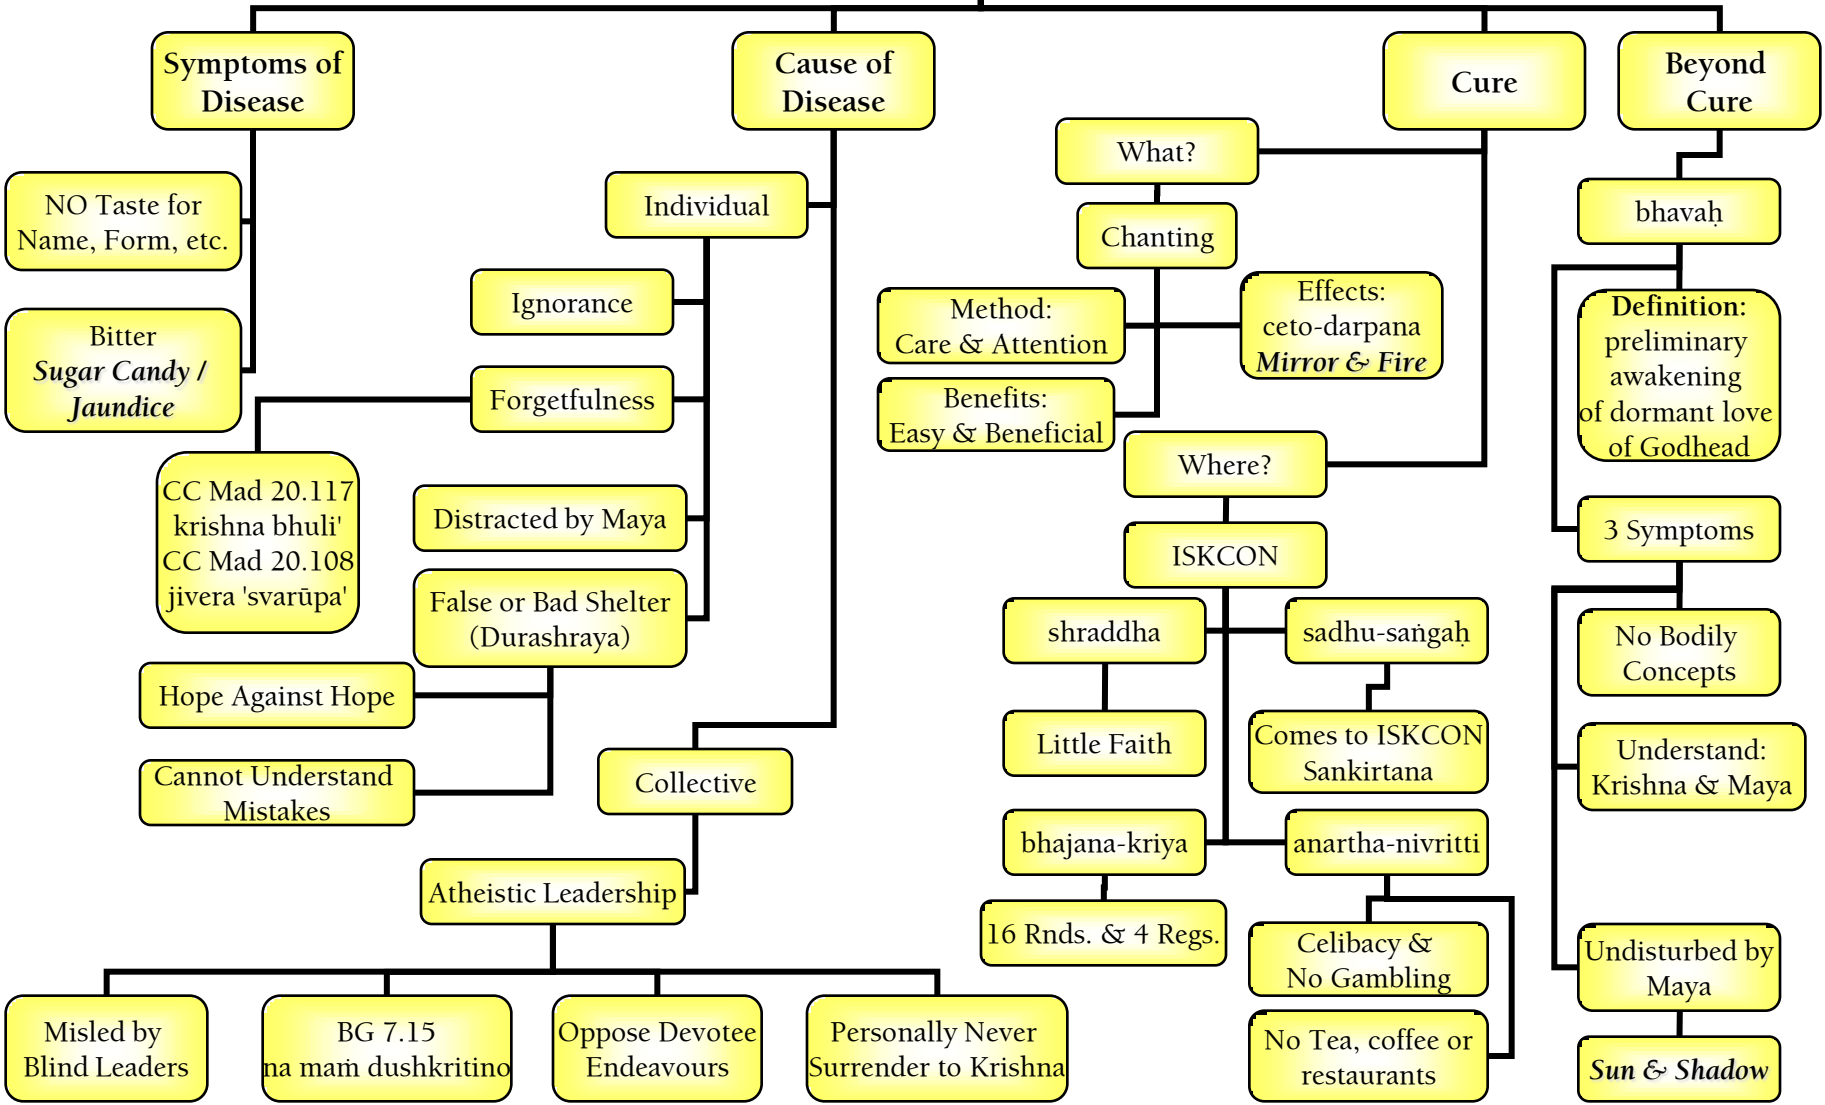 Symptoms of
Disease
NO Taste for
Name, Form, etc.
Bitter
Sugar Candy /
Jaundice
Cause of
Disease
Individual
Ignorance
Forgetfulness
CC Mad 20.117
krishna bhuli'
CC Mad 20.108
jivera 'svarūpa'
Distracted by Maya
False or Bad Shelter
(Durashraya)
Hope Against Hope
Cannot Understand
Mistakes
Collective
Atheistic Leadership
Misled by
Blind Leaders
BG 7.15
na maṁ dushkritino
Oppose Devotee
Endeavours
Personally Never
Surrender to Krishna
Cure
What?
Chanting
Method:
Care & Attention
Effects:
ceto-darpana
Mirror & Fire
Benefits:
Easy & Beneficial
Where?
ISKCON
shraddha
Little Faith
sadhu-saṅgaḥ
Comes to ISKCON
Sankirtana
bhajana-kriya
16 Rnds. & 4 Regs.
anartha-nivritti
Celibacy &
No Gambling
No Tea, coffee or
restaurants
Beyond
Cure
bhavaḥ
Definition:
preliminary
awakening
of dormant love
of Godhead
3 Symptoms
No Bodily
Concepts
Understand:
Krishna & Maya
Undisturbed by
Maya
Sun & Shadow